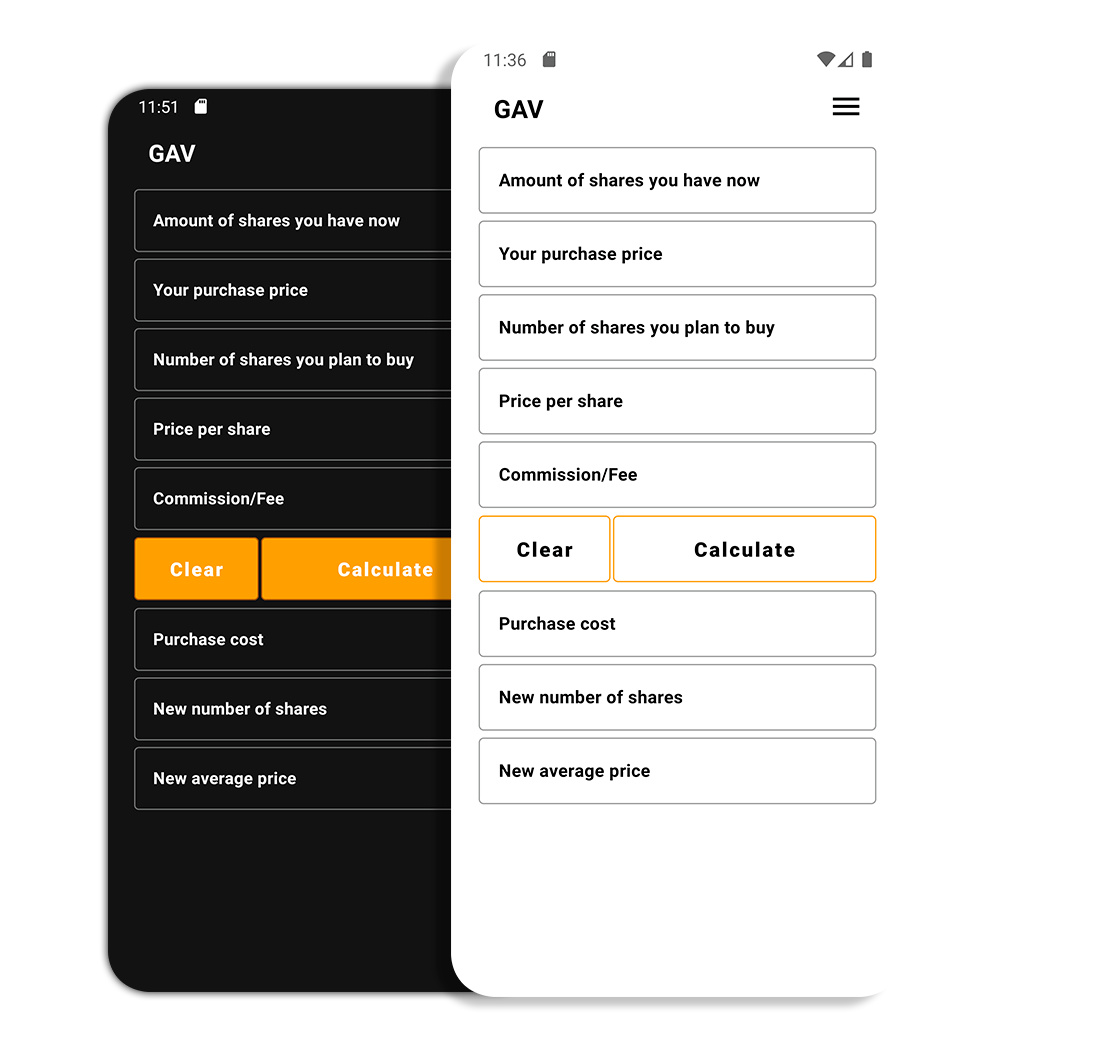 11:51
GAV
Amount of shares you have now
Your purchase price
Number of shares you plan to buy
Price per share
Commission/Fee
Clear
Calculate
Purchase cost
New number of shares
New average price
11:36
GAV
Amount of shares you have now
Your purchase price
Number of shares you plan to buy
Price per share
Commission/Fee
Clear
Calculate
Purchase cost
New number of shares
New average price